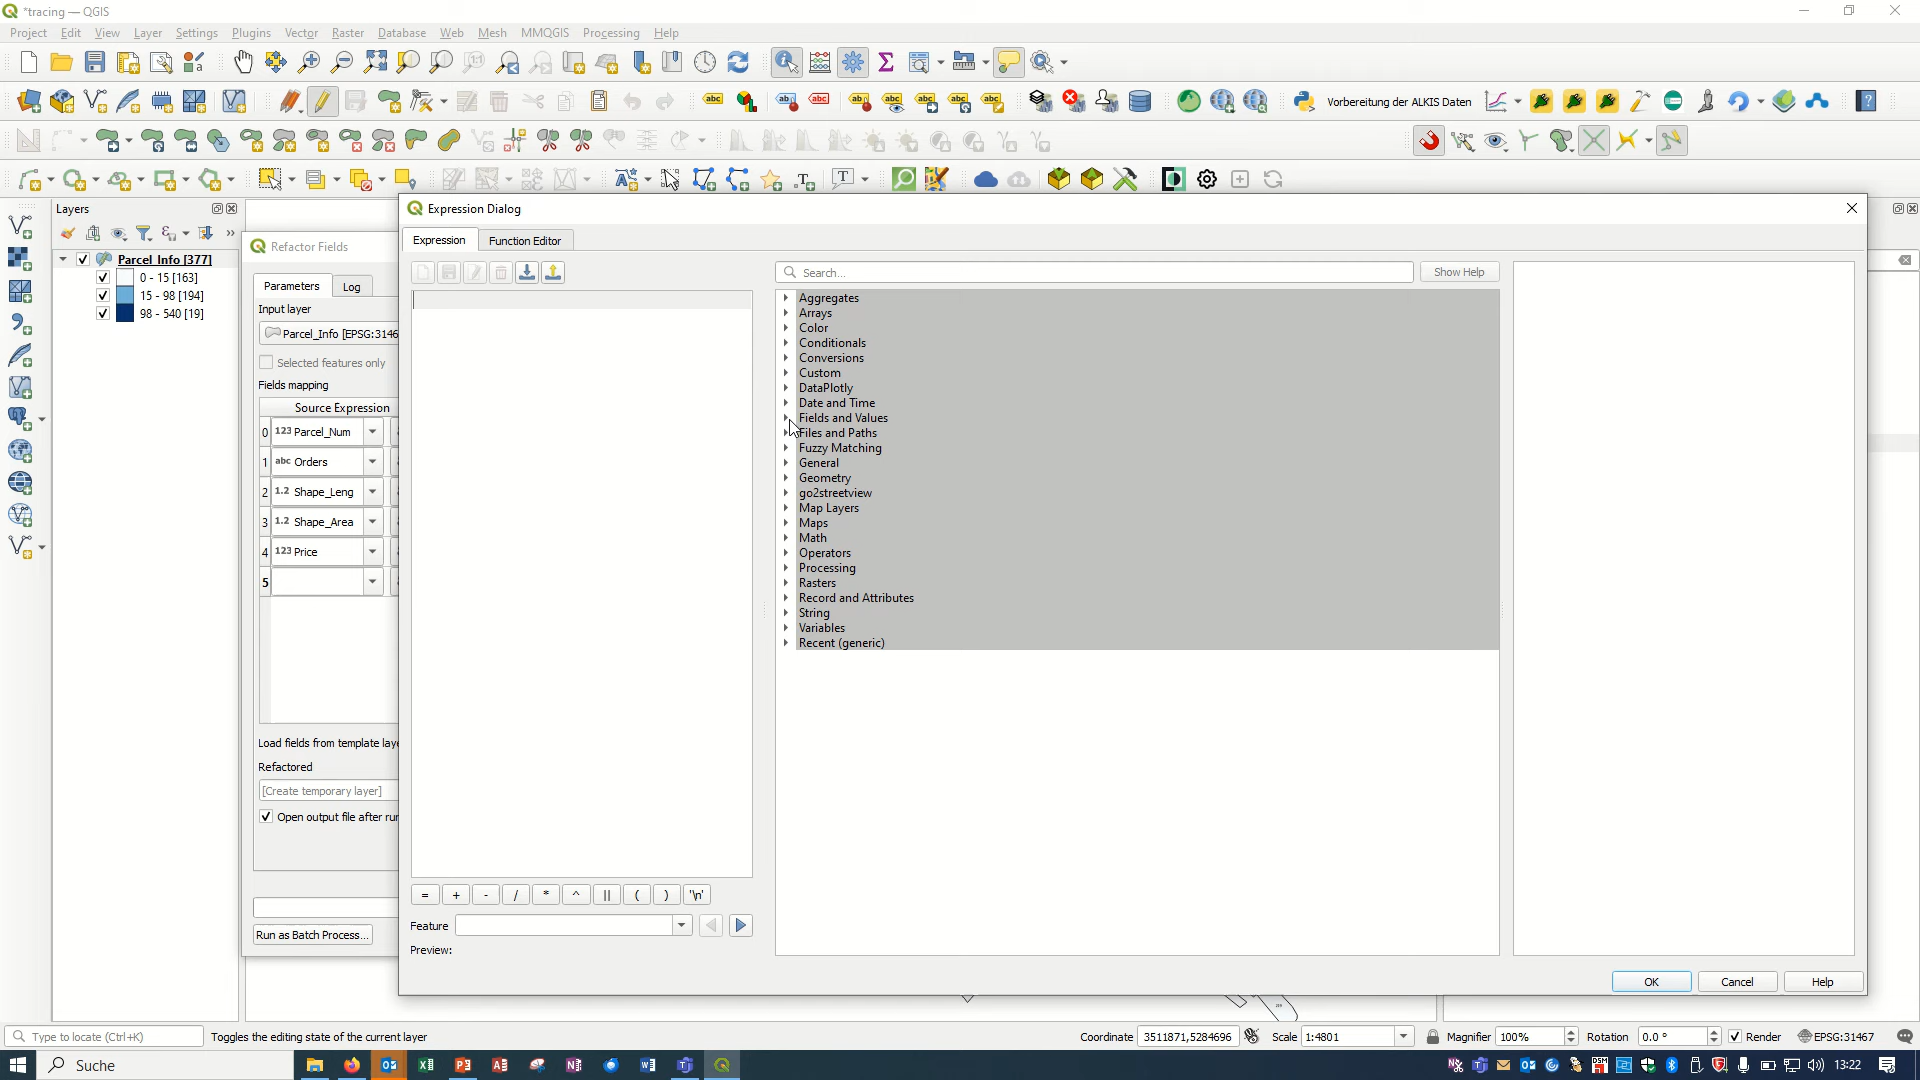 *tracing — QGIS
Project Edit View Layer Settings Plugins Vector Raster Database Web Mesh MMQGIS Processing Help
Vorbereitung der ALKIS Daten
Layers
Parcel_Info [377]
0 - 15 [163]
15 - 98 [194]
98 - 540 [19]
Refactor Fields
Parameters Log
Input layer
Parcel_Info [EPSG:3146
Selected features only
Fields mapping
Source Expression
0 123 Parcel_Num
1 abc Orders
2 1.2 Shape_Leng
3 1.2 Shape_Area
4 123 Price
5
Load fields from template laye
Refactored
[Create temporary layer]
Open output file after run
Run as Batch Process...
Expression Dialog
Expression Function Editor
Search...
Show Help
Aggregates
Arrays
Color
Conditionals
Conversions
Custom
DataPlotly
Date and Time
Fields and Values
Files and Paths
Fuzzy Matching
General
Geometry
go2streetview
Map Layers
Maps
Math
Operators
Processing
Rasters
Record and Attributes
String
Variables
Recent (generic)
= + - / * ^ || ( ) '\n'
Feature
Preview:
OK Cancel Help
Type to locate (Ctrl+K) Toggles the editing state of the current layer Coordinate 3511871,5284696 Scale 1:4801 Magnifier 100% Rotation 0.0 ° Render EPSG:31467
Suche 13:22